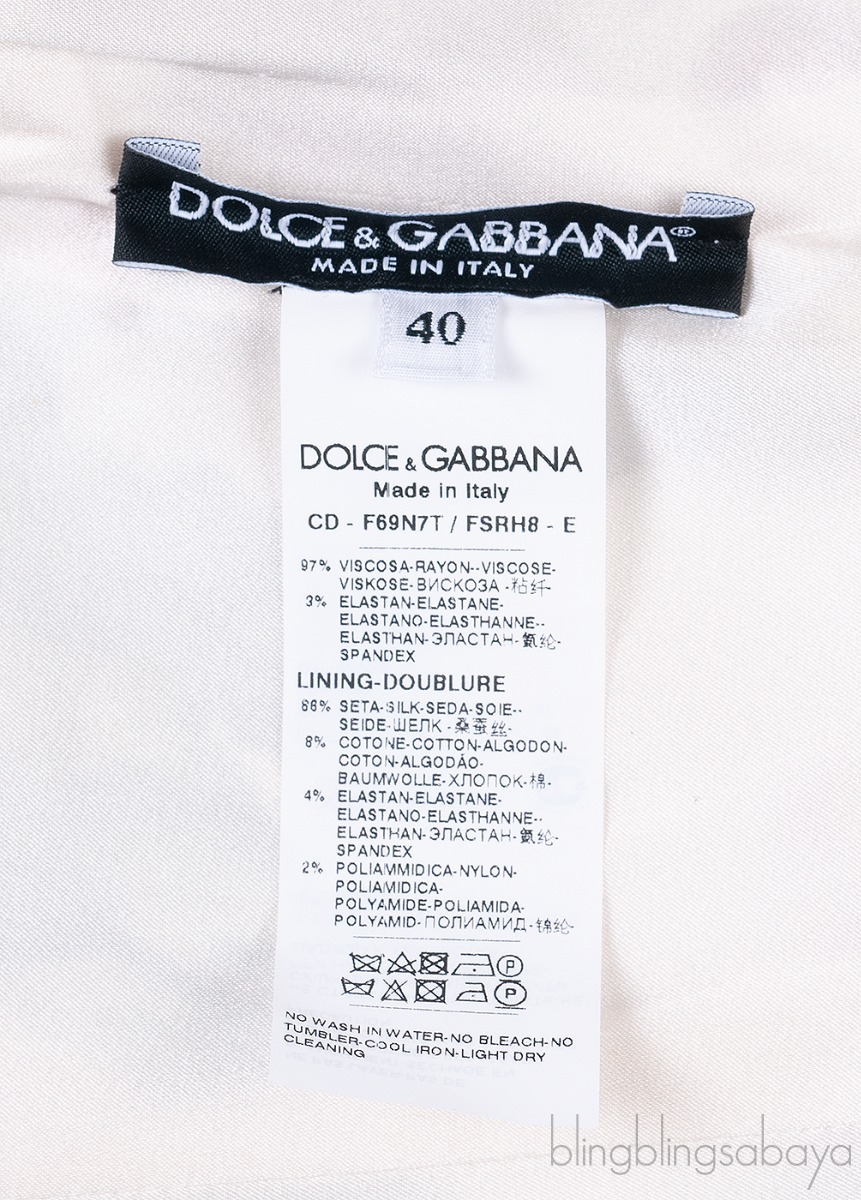 DOLCE & GABBANA
MADE IN ITALY
40
DOLCE & GABBANA
Made in Italy
CD - F69N7T / FSRH8 - E
97% VISCOSA-RAYON--VISCOSE-
VISKOSE-ВИСКОЗА -粘纤-
3% ELASTAN-ELASTANE-
ELASTANO-ELASTHANNE--
ELASTHAN-ЭЛАСТАН-氨纶-
SPANDEX
LINING-DOUBLURE
86% SETA-SILK-SEDA-SOIE--
SEIDE-ШЕЛК -桑蚕丝-
8% COTONE-COTTON-ALGODON-
COTON-ALGODÃO-
BAUMWOLLE-ХЛОПОК-棉-
4% ELASTAN-ELASTANE-
ELASTANO-ELASTHANNE--
ELASTHAN-ЭЛАСТАН-氨纶-
SPANDEX
2% POLIAMMIDICA-NYLON-
POLIAMIDICA-
POLYAMIDE-POLIAMIDA-
POLYAMID-ПОЛИАМИД-锦纶-
P
P
NO WASH IN WATER-NO BLEACH-NO
TUMBLER-COOL IRON-LIGHT DRY
CLEANING
blingblingsabaya